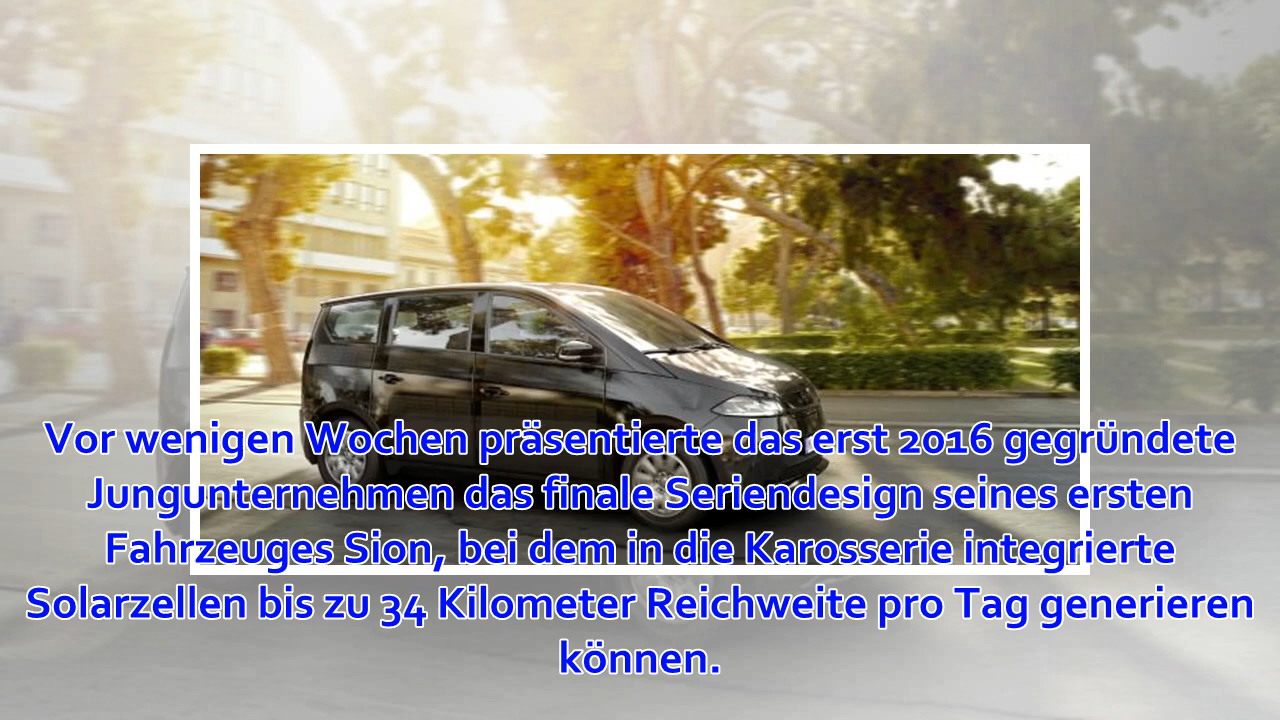 Vor wenigen Wochen präsentierte das erst 2016 gegründete
Jungunternehmen das finale Seriendesign seines ersten
Fahrzeuges Sion, bei dem in die Karosserie integrierte
Solarzellen bis zu 34 Kilometer Reichweite pro Tag generieren
können.